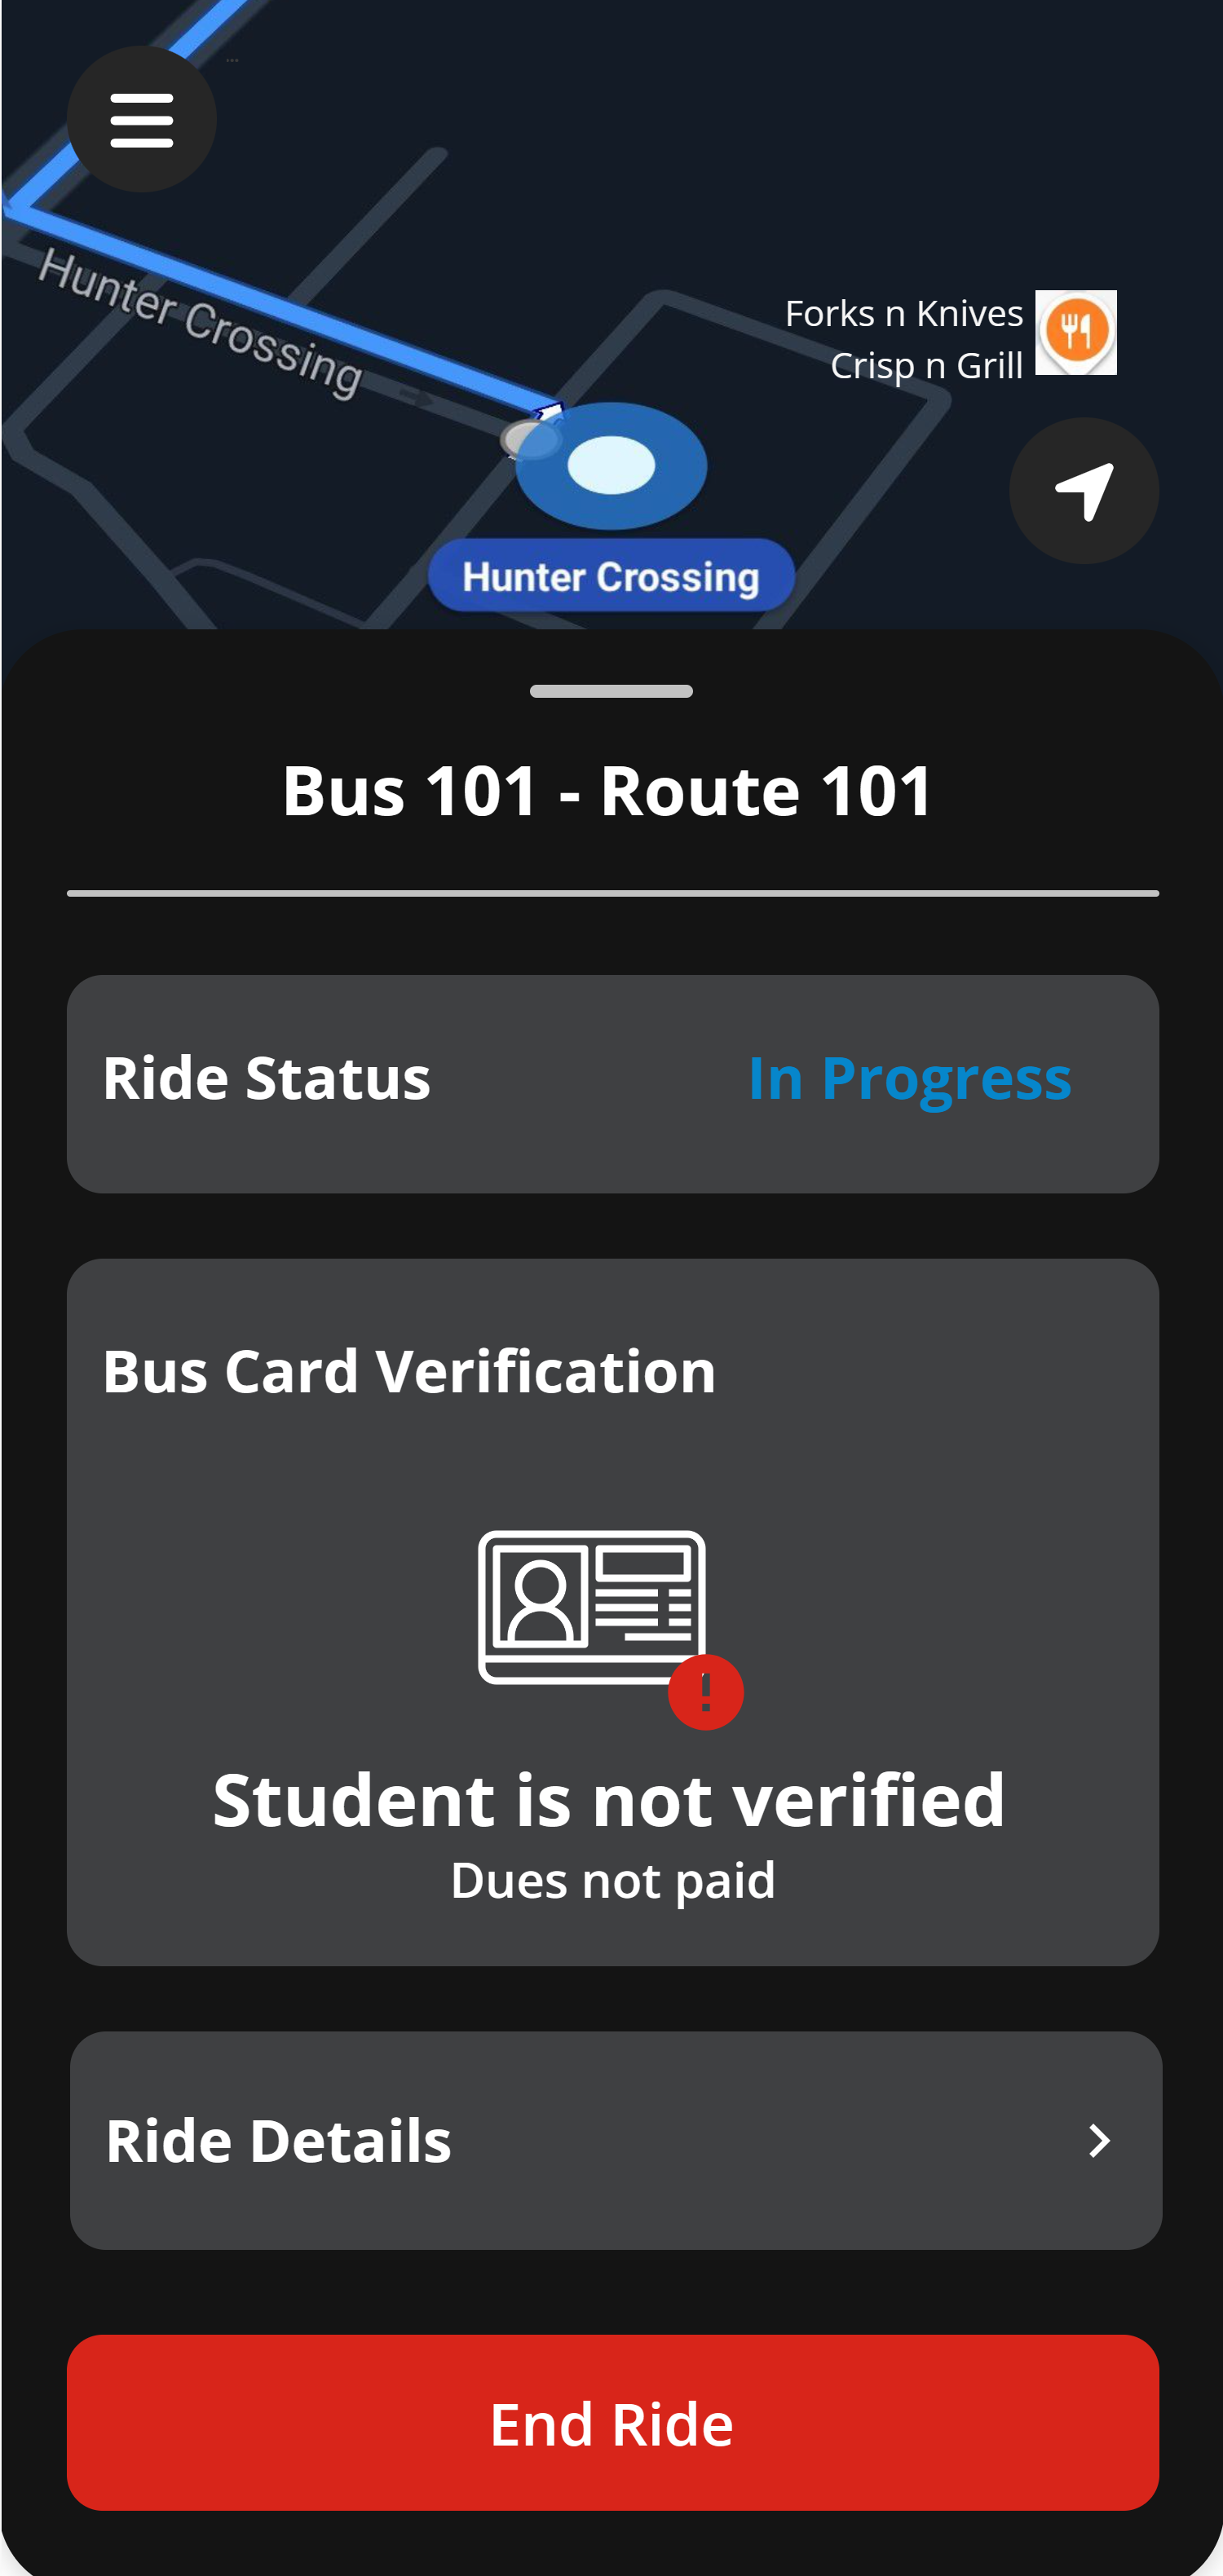 Hunter Crossing
Forks n Knives
Crisp n Grill
Hunter Crossing
Bus 101 - Route 101
Ride Status
In Progress
Bus Card Verification
!
Student is not verified
Dues not paid
Ride Details
End Ride